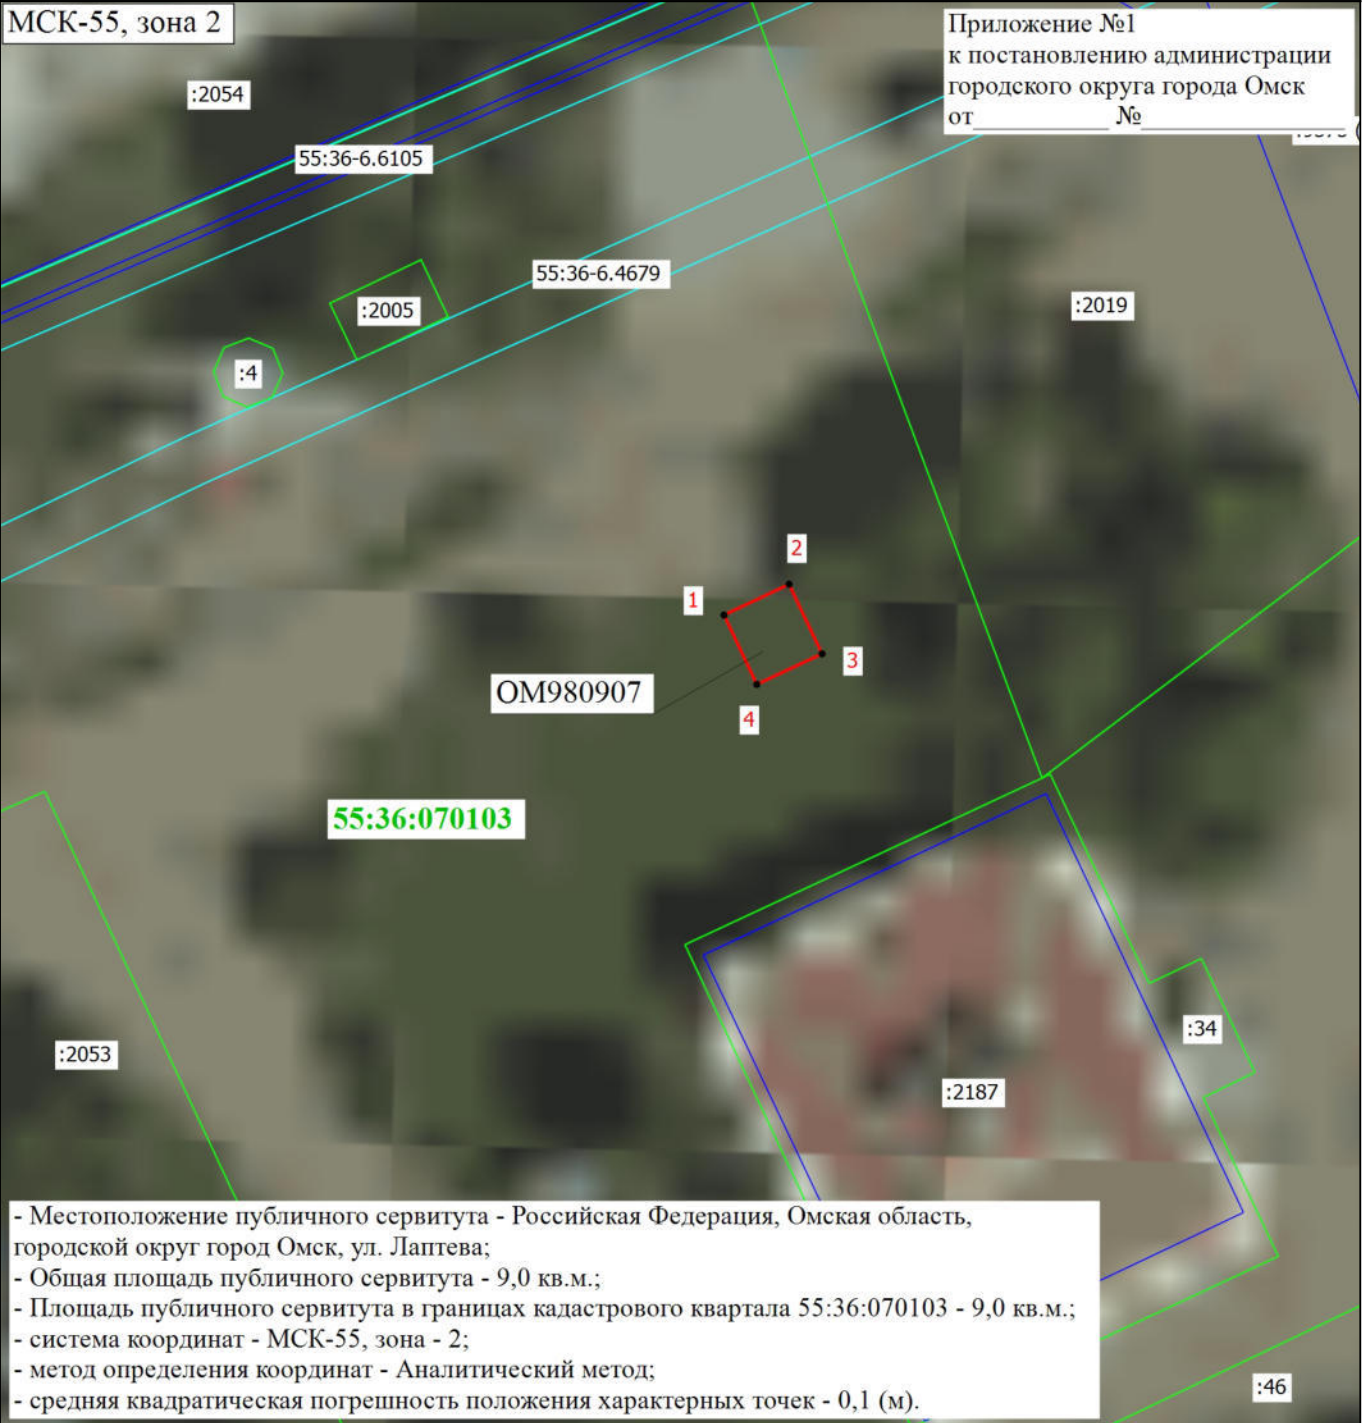 МСК-55, зона 2
Приложение №1
к постановлению администрации
городского округа города Омск
от____________ №__________________
:2054
55:36-6.6105
55:36-6.4679
:2005
:2019
:4
2
1
3
ОМ980907
4
55:36:070103
:34
:2053
:2187
- Местоположение публичного сервитута - Российская Федерация, Омская область,
городской округ город Омск, ул. Лаптева;
- Общая площадь публичного сервитута - 9,0 кв.м.;
- Площадь публичного сервитута в границах кадастрового квартала 55:36:070103 - 9,0 кв.м.;
- система координат - МСК-55, зона - 2;
- метод определения координат - Аналитический метод;
- средняя квадратическая погрешность положения характерных точек - 0,1 (м).
:46